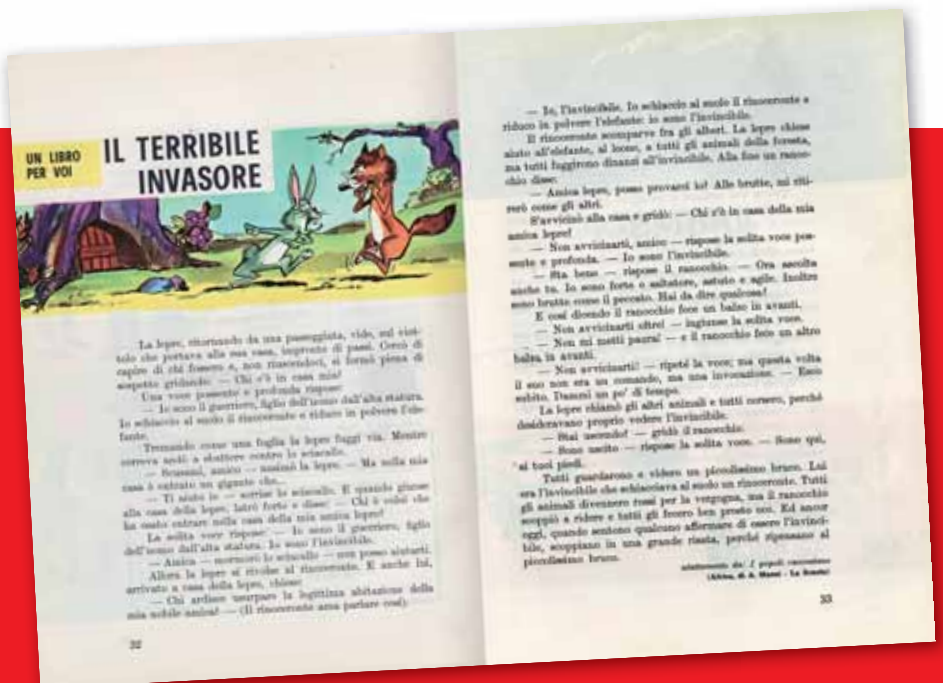 UN LIBRO
PER VOI
IL TERRIBILE
INVASORE
La lepre, ritornando da una passeggiata, vide, sul viot-
tolo che portava alla sua casa, impronte di passi. Cercò di
capire di chi fossero e, non riuscendoci, si fermò piena di
sospetto gridando: — Chi c'è in casa mia?
Una voce possente e profonda rispose:
— Io sono il guerriero, figlio dell'uomo dall'alta statura.
Io schiaccio al suolo il rinoceronte e riduco in polvere l'ele-
fante.
Tremando come una foglia la lepre fuggì via. Mentre
correva andò a sbattere contro lo sciacallo.
— Scusami, amico — ansimò la lepre. — Ma nella mia
casa è entrato un gigante che...
— Ti aiuto io — sorrise lo sciacallo. E quando giunse
alla casa della lepre, latrò forte e disse: — Chi è colui che
ha osato entrare nella casa della mia amica lepre?
La solita voce rispose: — Io sono il guerriero, figlio
dell'uomo dall'alta statura. Io sono l'invincibile.
— Amica — mormorò lo sciacallo — non posso aiutarti.
Allora la lepre si rivolse al rinoceronte. E anche lui,
arrivato a casa della lepre, chiese:
— Chi ardisce usurpare la legittima abitazione della
mia nobile amica? — (Il rinoceronte ama parlare così).
32
— Io, l'invincibile. Io schiaccio al suolo il rinoceronte e
riduco in polvere l'elefante: io sono l'invincibile.
Il rinoceronte scomparve fra gli alberi. La lepre chiese
aiuto all'elefante, al leone, a tutti gli animali della foresta,
ma tutti fuggirono dinanzi all'invincibile. Alla fine un ranoc-
chio disse:
— Amica lepre, posso provarci io? Alle brutte, mi riti-
rerò come gli altri.
S'avvicinò alla casa e gridò: — Chi c'è in casa della mia
amica lepre?
— Non avvicinarti, amico — rispose la solita voce pos-
sente e profonda. — Io sono l'invincibile.
— Sta bene — rispose il ranocchio. — Ora ascolta
anche tu. Io sono forte e saltatore, astuto e agile. Inoltre
sono brutto come il peccato. Hai da dire qualcosa?
E così dicendo il ranocchio fece un balzo in avanti.
— Non avvicinarti oltre! — ingiunse la solita voce.
— Non mi metti paura! — e il ranocchio fece un altro
balzo in avanti.
— Non avvicinarti! — ripeté la voce; ma questa volta
il suo non era un comando, ma una invocazione. — Esco
subito. Dammi un po' di tempo.
La lepre chiamò gli altri animali e tutti corsero, perché
desideravano proprio vedere l'invincibile.
— Stai uscendo? — gridò il ranocchio.
— Sono uscito — rispose la solita voce. — Sono qui,
ai tuoi piedi.
Tutti guardarono e videro un piccolissimo bruco. Lui
era l'invincibile che schiacciava al suolo un rinoceronte. Tutti
gli animali divennero rossi per la vergogna, ma il ranocchio
scoppiò a ridere e tutti gli fecero ben presto eco. Ed ancor
oggi, quando sentono qualcuno affermare di essere l'invinci-
bile, scoppiano in una grande risata, perché ripensano al
piccolissimo bruco.
adattamento da: I popoli raccontano
(Africa, di A. Manzi - La Scuola)
33